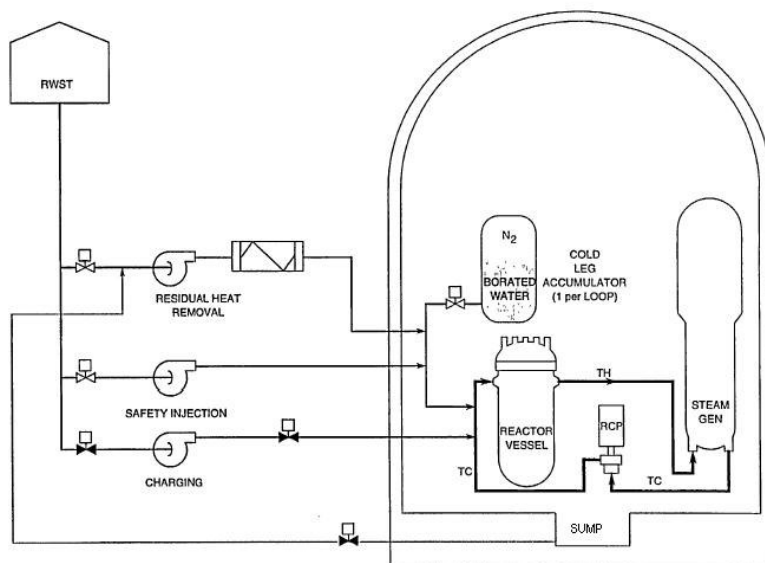 RWST
N2
BORATED
WATER
COLD
LEG
ACCUMULATOR
(1 per LOOP)
RESIDUAL HEAT
REMOVAL
SAFETY INJECTION
CHARGING
REACTOR
VESSEL
TH
RCP
STEAM
GEN
TC
TC
SUMP